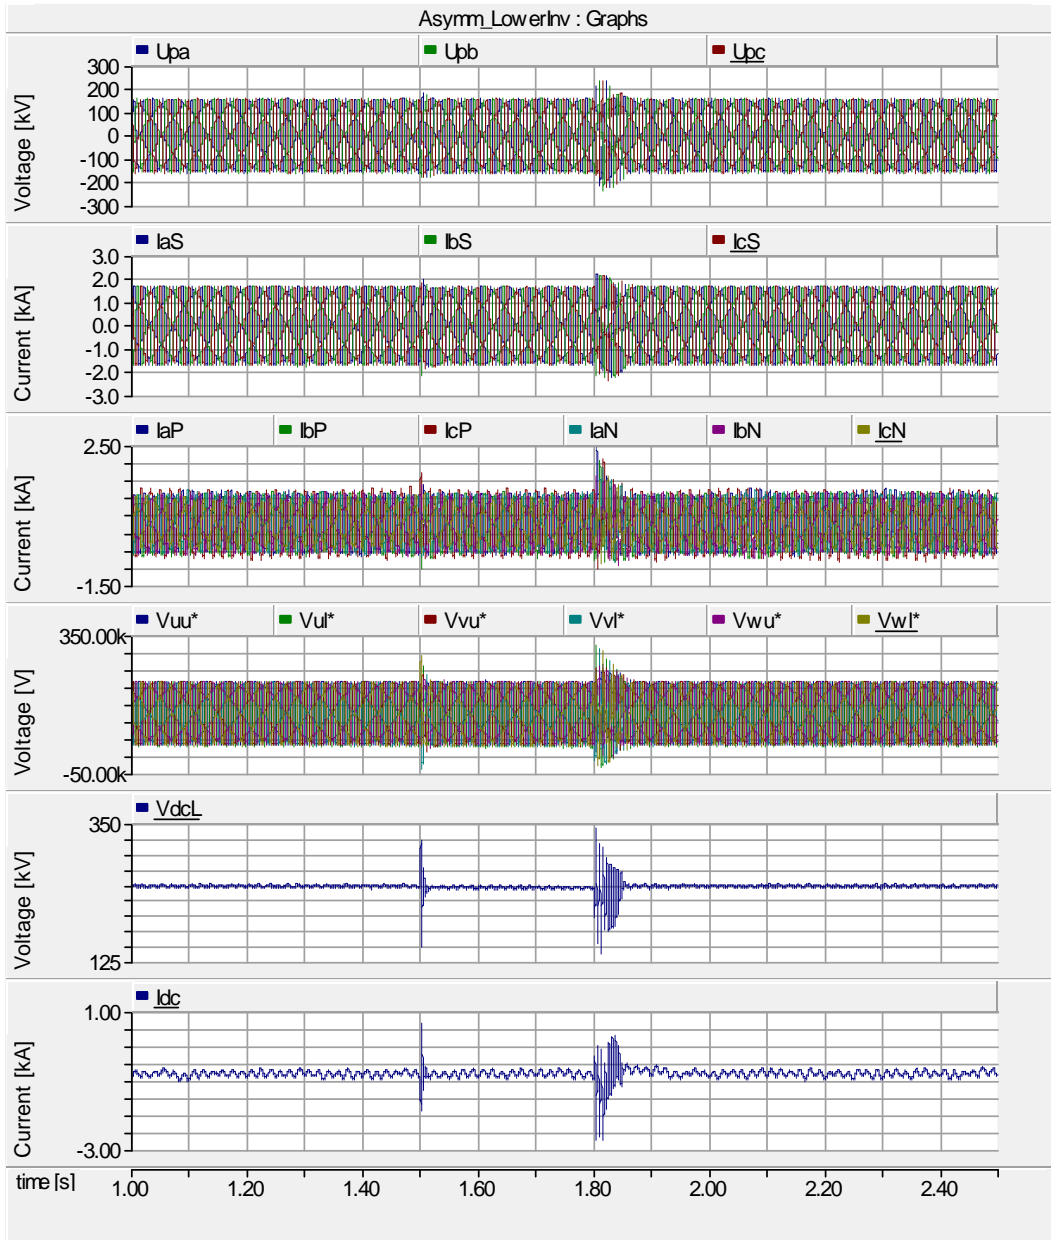 Asymm_LowerInv : Graphs
Upa Upb Upc
300
200
100
0
-100
-200
-300
Voltage [kV]
IaS IbS IcS
3.0
2.0
1.0
0.0
-1.0
-2.0
-3.0
Current [kA]
IaP IbP IcP IaN IbN IcN
2.50
-1.50
Current [kA]
Vuu* Vul* Vvu* Vvl* Vwu* Vwl*
350.00k
-50.00k
Voltage [V]
VdcL
350
125
Voltage [kV]
Idc
1.00
-3.00
Current [kA]
time [s] 1.00 1.20 1.40 1.60 1.80 2.00 2.20 2.40